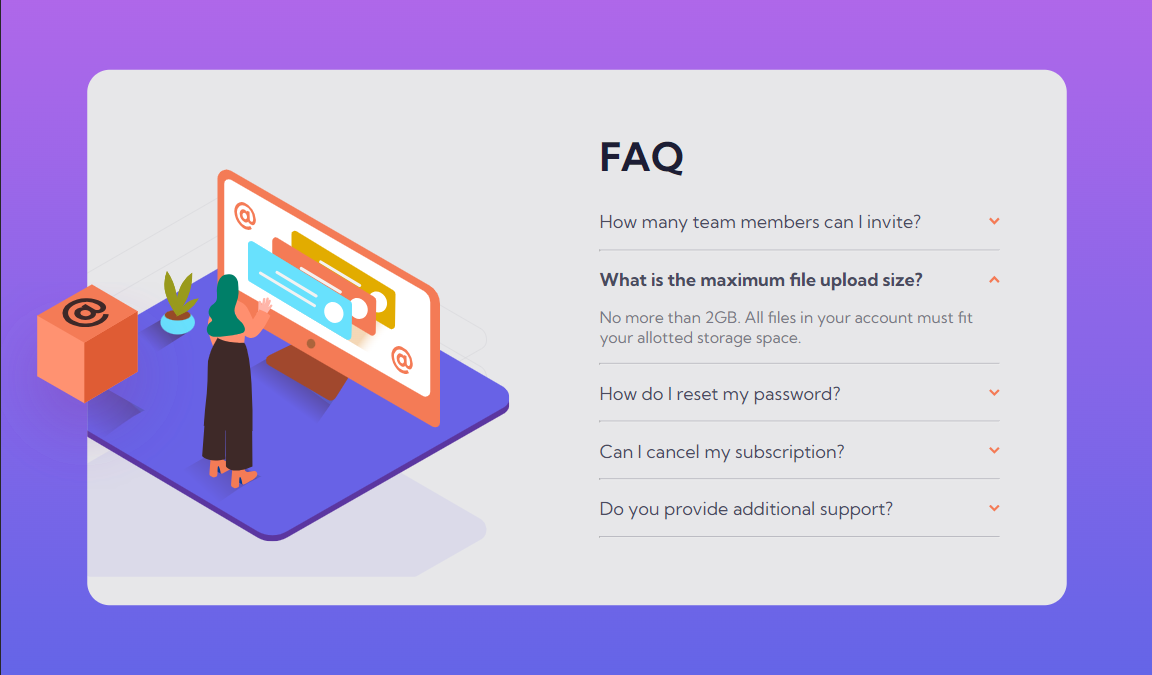 FAQ
How many team members can I invite?
What is the maximum file upload size?
No more than 2GB. All files in your account must fit
your allotted storage space.
How do I reset my password?
Can I cancel my subscription?
Do you provide additional support?
@
@
@